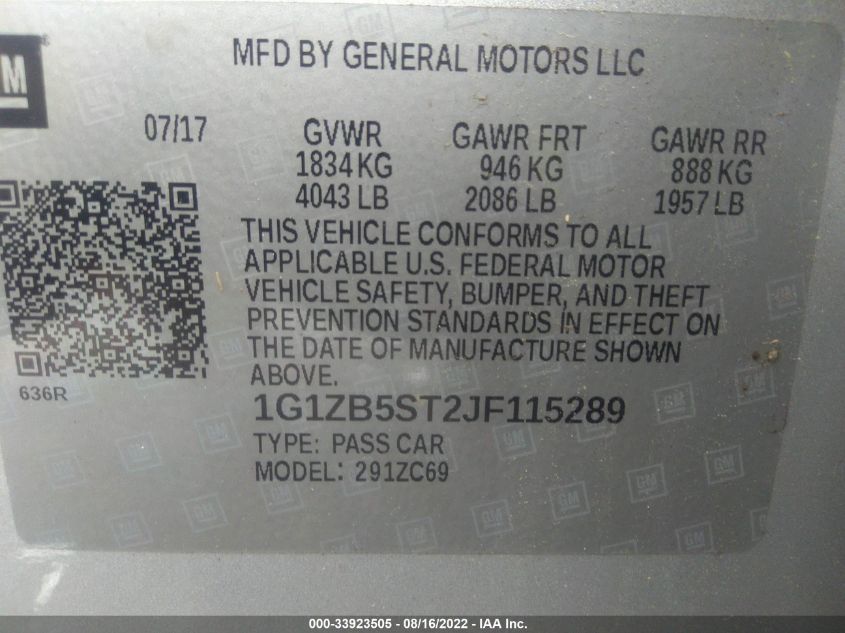 MFD BY GENERAL MOTORS LLC
07/17 GVWR GAWR FRT GAWR RR
1834 KG 946 KG 888 KG
4043 LB 2086 LB 1957 LB
THIS VEHICLE CONFORMS TO ALL
APPLICABLE U.S. FEDERAL MOTOR
VEHICLE SAFETY, BUMPER, AND THEFT
PREVENTION STANDARDS IN EFFECT ON
THE DATE OF MANUFACTURE SHOWN
ABOVE.
636R
1G1ZB5ST2JF115289
TYPE: PASS CAR
MODEL: 291ZC69
000-33923505 - 08/16/2022 - IAA Inc.